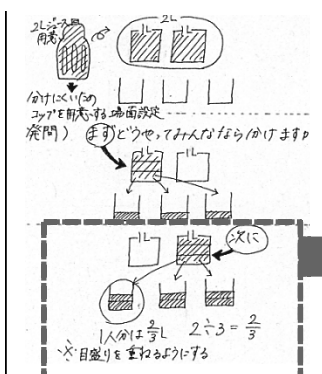 2L
2Lジュースを
用意
1L 1L
分けにくいため
コップを用意する場面設定
発問) まずどうやってみんななら分けますか
1L 1L
1L 1L
次に
1人分は2/3L 2÷3=2/3
※目盛りを重ねるようにする